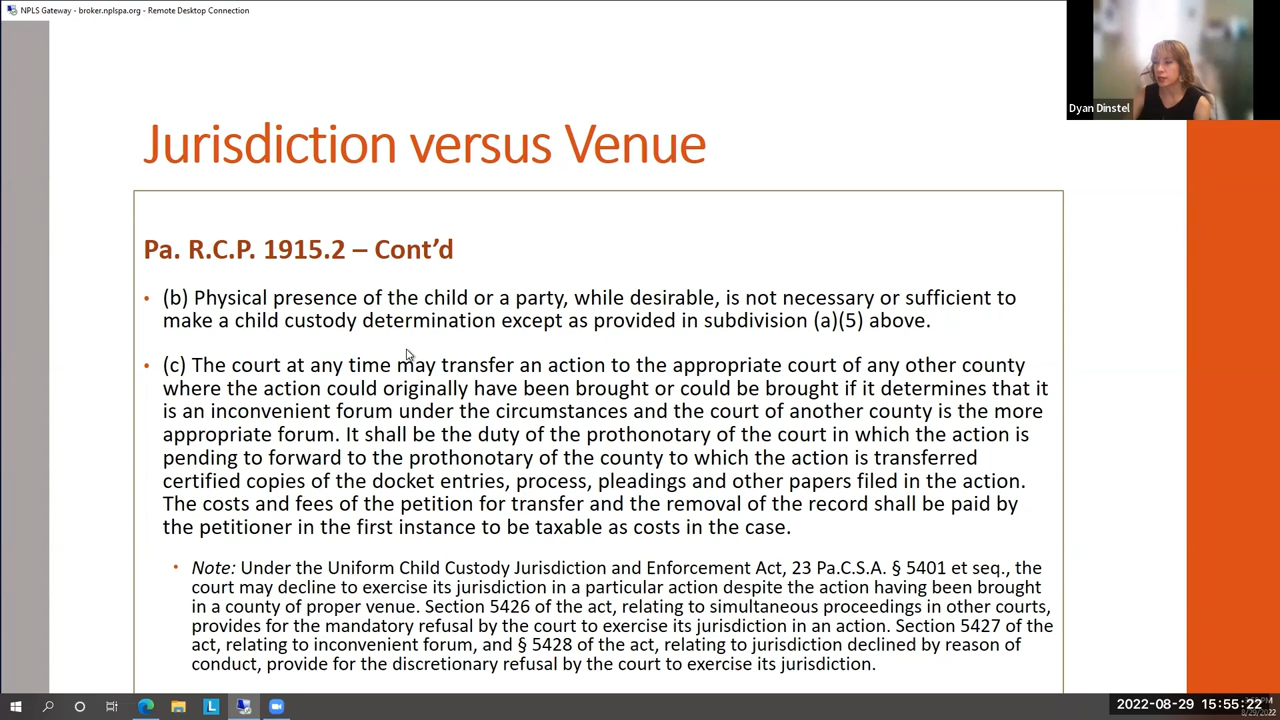 NPLS Gateway - broker.nplspa.org - Remote Desktop Connection
Dyan Dinstel
Jurisdiction versus Venue
Pa. R.C.P. 1915.2 – Cont’d
• (b) Physical presence of the child or a party, while desirable, is not necessary or sufficient to
make a child custody determination except as provided in subdivision (a)(5) above.
• (c) The court at any time may transfer an action to the appropriate court of any other county
where the action could originally have been brought or could be brought if it determines that it
is an inconvenient forum under the circumstances and the court of another county is the more
appropriate forum. It shall be the duty of the prothonotary of the court in which the action is
pending to forward to the prothonotary of the county to which the action is transferred
certified copies of the docket entries, process, pleadings and other papers filed in the action.
The costs and fees of the petition for transfer and the removal of the record shall be paid by
the petitioner in the first instance to be taxable as costs in the case.
• Note: Under the Uniform Child Custody Jurisdiction and Enforcement Act, 23 Pa.C.S.A. § 5401 et seq., the
court may decline to exercise its jurisdiction in a particular action despite the action having been brought
in a county of proper venue. Section 5426 of the act, relating to simultaneous proceedings in other courts,
provides for the mandatory refusal by the court to exercise its jurisdiction in an action. Section 5427 of the
act, relating to inconvenient forum, and § 5428 of the act, relating to jurisdiction declined by reason of
conduct, provide for the discretionary refusal by the court to exercise its jurisdiction.
L
2022-08-29 15:55:22